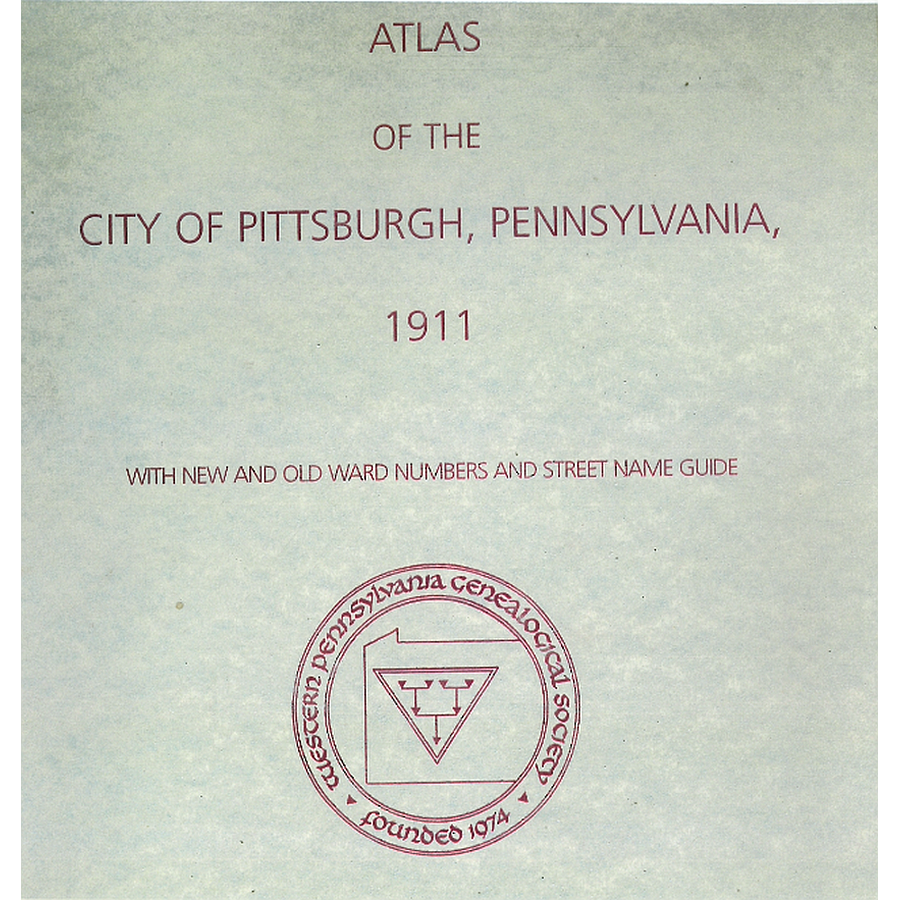 ATLAS
OF THE
CITY OF PITTSBURGH, PENNSYLVANIA,
1911
WITH NEW AND OLD WARD NUMBERS AND STREET NAME GUIDE
WESTERN PENNSYLVANIA GENEALOGICAL SOCIETY
FOUNDED 1974